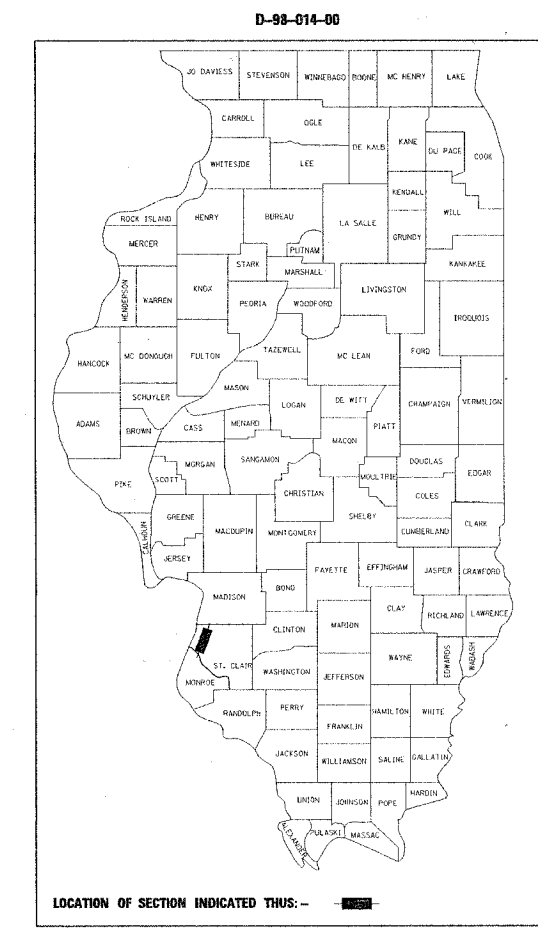 D-98-014-00
JO DAVIESS STEVENSON WINNEBAGO BOONE MC HENRY LAKE
CARROLL OGLE
DE KALB KANE DU PAGE COOK
WHITESIDE LEE
KENDALL WILL
ROCK ISLAND HENRY BUREAU LA SALLE
MERCER PUTNAM GRUNDY
STARK MARSHALL KANKAKEE
HENDERSON WARREN KNOX PEORIA WOODFORD LIVINGSTON IROQUOIS
HANCOCK MC DONOUGH FULTON TAZEWELL MC LEAN FORD
SCHUYLER MASON LOGAN DE WITT CHAMPAIGN VERMILION
ADAMS BROWN CASS MENARD MACON PIATT
PIKE SCOTT MORGAN SANGAMON MOULTRIE DOUGLAS EDGAR
CHRISTIAN COLES
CALHOUN GREENE MACOUPIN MONTGOMERY SHELBY CUMBERLAND CLARK
JERSEY FAYETTE EFFINGHAM JASPER CRAWFORD
MADISON BOND CLAY RICHLAND LAWRENCE
CLINTON MARION
ST. CLAIR WAYNE EDWARDS WABASH
MONROE WASHINGTON JEFFERSON
RANDOLPH PERRY HAMILTON WHITE
FRANKLIN
JACKSON WILLIAMSON SALINE GALLATIN
UNION JOHNSON POPE HARDIN
ALEXANDER PULASKI MASSAC
LOCATION OF SECTION INDICATED THUS:-